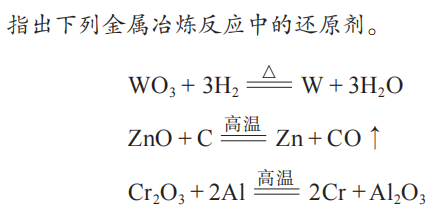 指出下列金属冶炼反应中的还原剂。
WO₃ + 3H₂ ≜ W + 3H₂O
ZnO + C 高温 ══ Zn + CO ↑
Cr₂O₃ + 2Al 高温 ══ 2Cr + Al₂O₃